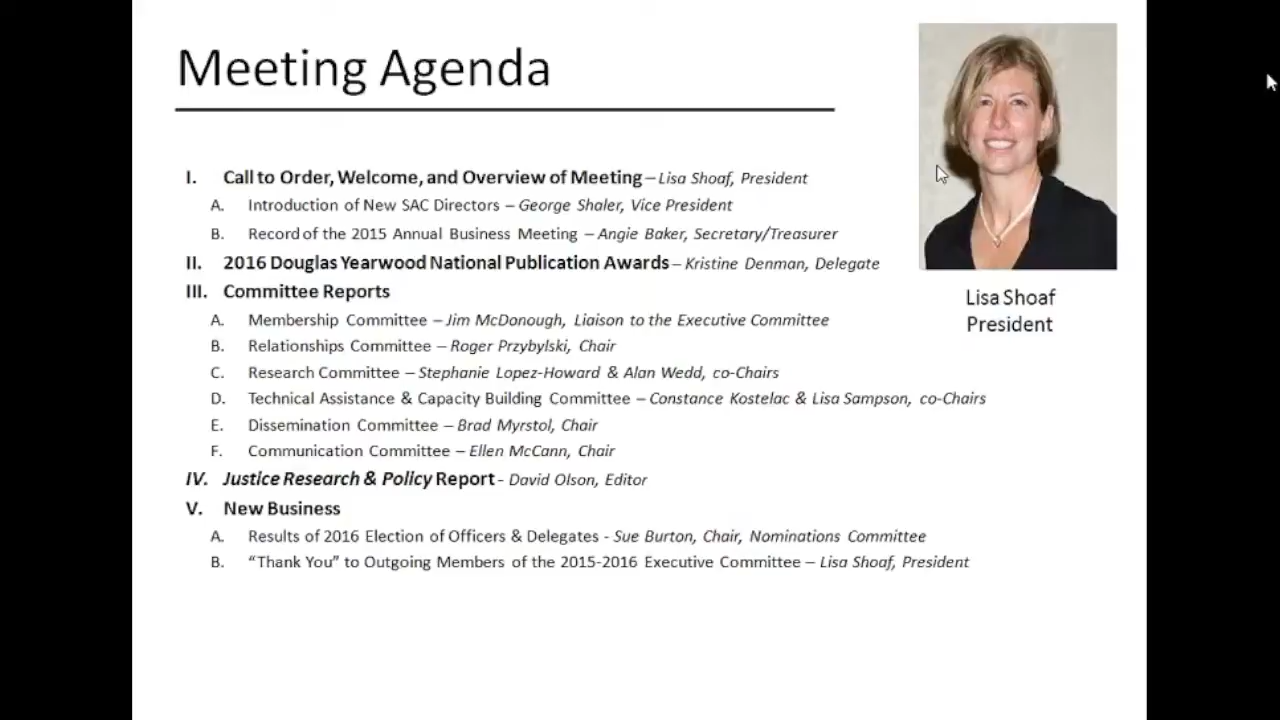 Meeting Agenda
I. Call to Order, Welcome, and Overview of Meeting – Lisa Shoaf, President
A. Introduction of New SAC Directors – George Shaler, Vice President
B. Record of the 2015 Annual Business Meeting – Angie Baker, Secretary/Treasurer
II. 2016 Douglas Yearwood National Publication Awards – Kristine Denman, Delegate
III. Committee Reports
A. Membership Committee – Jim McDonough, Liaison to the Executive Committee
B. Relationships Committee – Roger Przybylski, Chair
C. Research Committee – Stephanie Lopez-Howard & Alan Wedd, co-Chairs
D. Technical Assistance & Capacity Building Committee – Constance Kostelac & Lisa Sampson, co-Chairs
E. Dissemination Committee – Brad Myrstol, Chair
F. Communication Committee – Ellen McCann, Chair
IV. Justice Research & Policy Report - David Olson, Editor
V. New Business
A. Results of 2016 Election of Officers & Delegates - Sue Burton, Chair, Nominations Committee
B. “Thank You” to Outgoing Members of the 2015-2016 Executive Committee – Lisa Shoaf, President
Lisa Shoaf
President